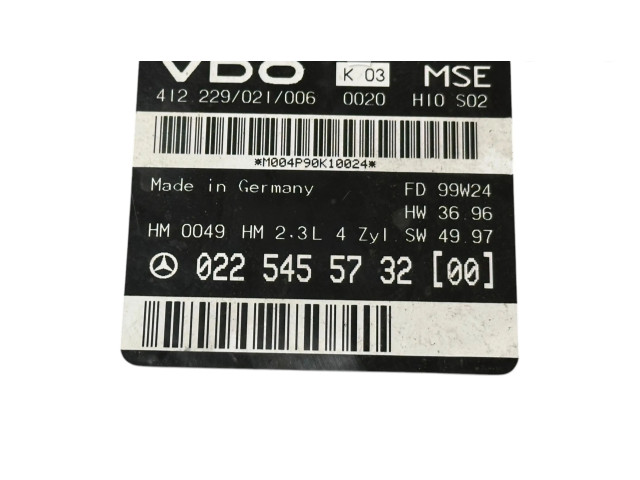 VDO K 03 MSE
412 229/021/006 0020 H10 S02
*M004P90K10024*
Made in Germany FD 99W24
HW 36.96
HM 0049 HM 2.3L 4 Zyl. SW 49.97
022 545 57 32 [00]